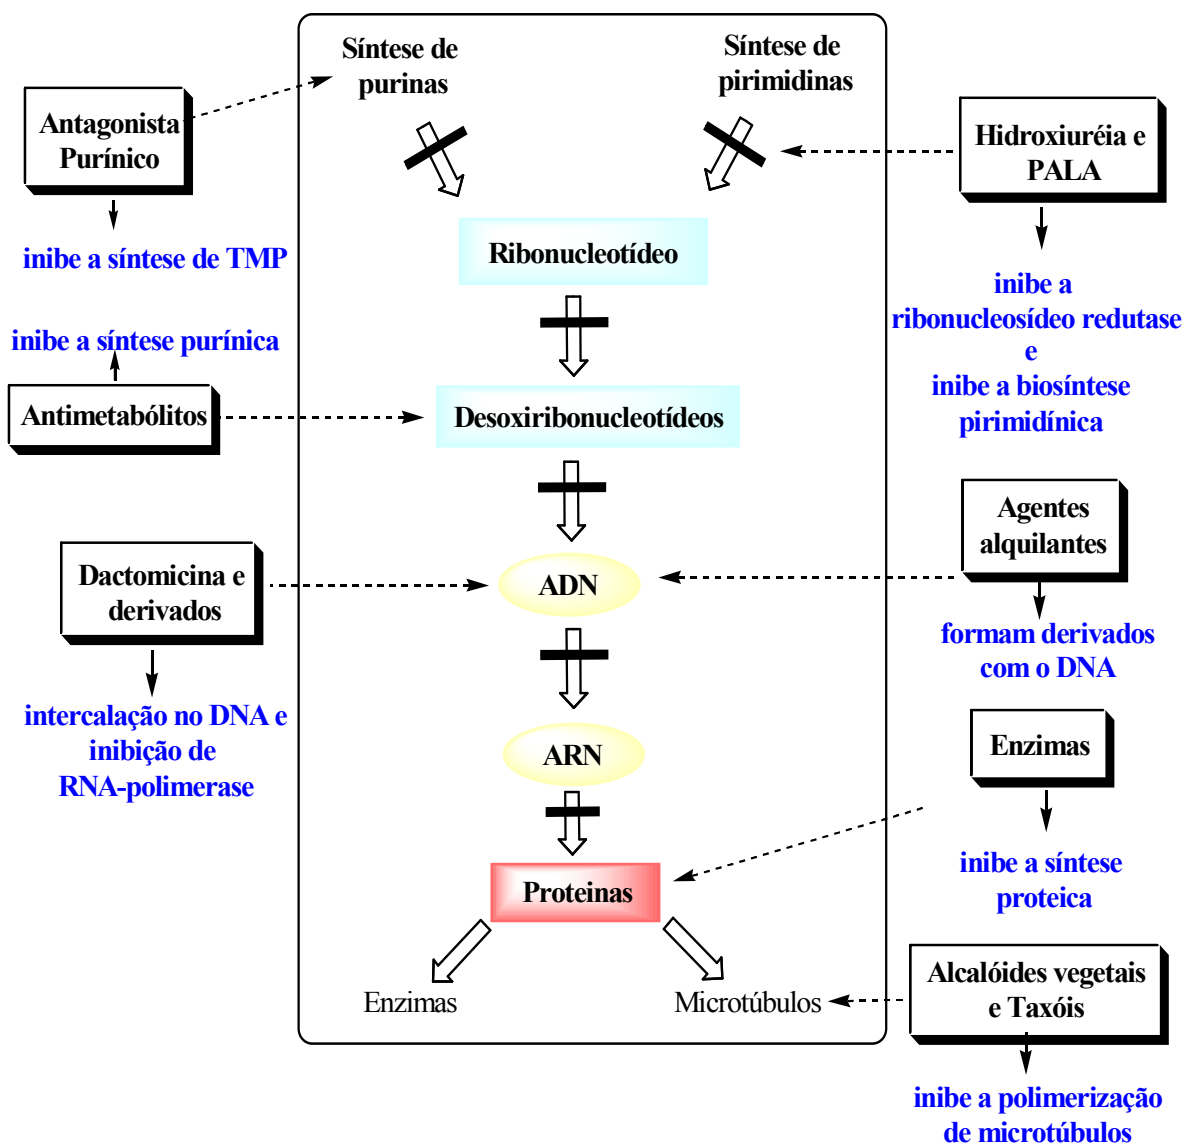 Síntese de
purinas
Síntese de
pirimidinas
Antagonista
Purínico
inibe a síntese de TMP
Hidroxiuréia e
PALA
inibe a
ribonucleosídeo redutase
e
inibe a biosíntese
pirimidínica
Ribonucleotídeo
inibe a síntese purínica
Antimetabólitos
Desoxiribonucleotídeos
Agentes
alquilantes
formam derivados
com o DNA
Dactomicina e
derivados
intercalação no DNA e
inibição de
RNA-polimerase
ADN
ARN
Enzimas
inibe a síntese
proteica
Proteinas
Enzimas
Microtúbulos
Alcalóides vegetais
e Taxóis
inibe a polimerização
de microtúbulos